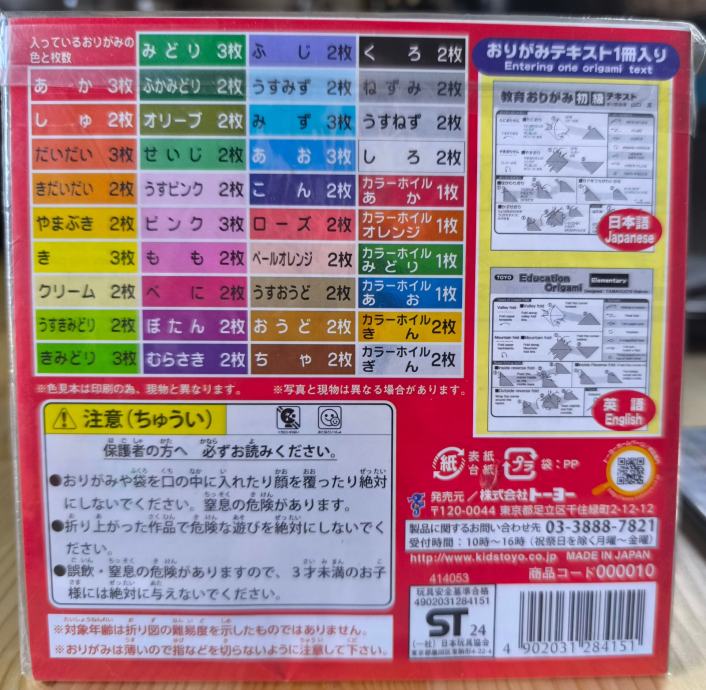 入っているおりがみの
色と枚数
みどり 3枚
ふじ 2枚
くろ 2枚
あか 3枚
ふかみどり 2枚
うすみず 2枚
ねずみ 2枚
しゅ 2枚
オリーブ 2枚
みず 3枚
うすねず 2枚
だいだい 3枚
せいじ 2枚
あお 3枚
しろ 2枚
きだいだい 2枚
うすピンク 2枚
こん 2枚
カラーホイル
あか 1枚
やまぶき 2枚
ピンク 3枚
ローズ 2枚
カラーホイル
オレンジ 1枚
き 3枚
もも 2枚
ペールオレンジ 2枚
カラーホイル
みどり 1枚
クリーム 2枚
べに 2枚
うすおうど 2枚
カラーホイル
あお 1枚
うすきみどり 2枚
ぼたん 2枚
おうど 2枚
カラーホイル
きん 2枚
きみどり 3枚
むらさき 2枚
ちゃ 2枚
カラーホイル
ぎん 2枚
※色見本は印刷の為、現物と異なります。
※写真と現物は異なる場合があります。
おりがみテキスト1冊入り
Entering one origami text
教育おりがみ 初級 テキスト
日本語
Japanese
TOYO Education Origami Elementary
Valley fold
Mountain fold
Inside reverse fold
Outside reverse fold
英語
English
注意(ちゅうい)
保護者の方へ 必ずお読みください。
●おりがみや袋を口の中に入れたり顔を覆ったり絶対
にしないでください。窒息の危険があります。
●折り上がった作品で危険な遊びを絶対にしないでく
ださい。
●誤飲・窒息の危険がありますので、3才未満のお子
様には絶対に与えないでください。
※対象年齢は折り図の難易度を示したものではありません。
※おりがみは薄いので指などを切らないように注意して下さい。
紙 表紙
台紙
プラ 袋:PP
発売元/株式会社トーヨー
〒120-0044 東京都足立区千住緑町2-12-12
製品に関するお問い合わせ先 03-3888-7821
受付時間:10時~16時(祝祭日を除く月曜~金曜)
http://www.kidstoyo.co.jp MADE IN JAPAN
414053 商品コード000010
玩具安全基準合格
4902031284151
ST 24
(一社)日本玩具協会
4 902031 284151